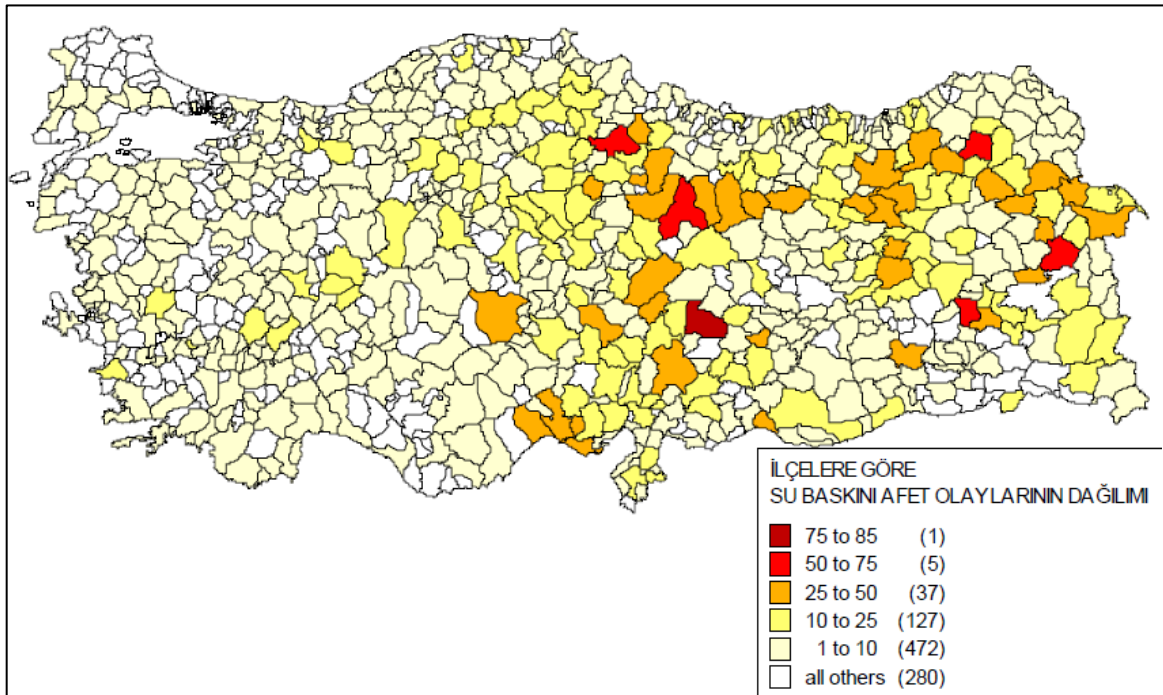 İLÇELERE GÖRE
SU BASKINI AFET OLAYLARININ DAĞILIMI
75 to 85 (1)
50 to 75 (5)
25 to 50 (37)
10 to 25 (127)
1 to 10 (472)
all others (280)